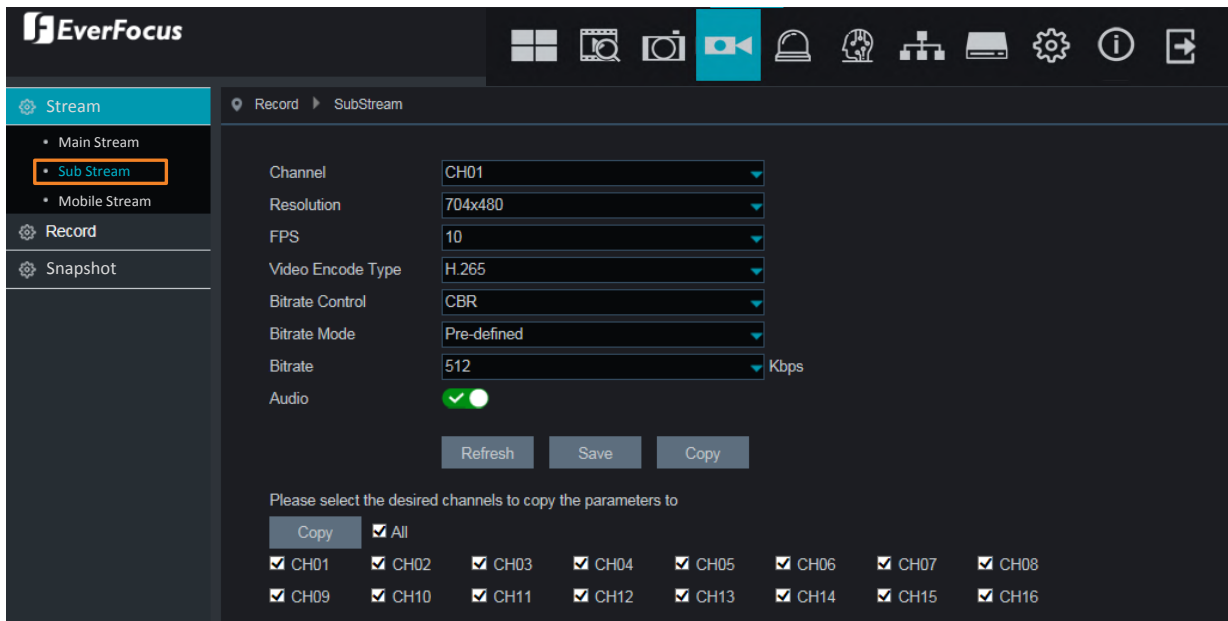 EverFocus
Stream
Record SubStream
• Main Stream
• Sub Stream
• Mobile Stream
Record
Snapshot
Channel CH01
Resolution 704x480
FPS 10
Video Encode Type H.265
Bitrate Control CBR
Bitrate Mode Pre-defined
Bitrate 512 Kbps
Audio
Refresh Save Copy
Please select the desired channels to copy the parameters to
Copy All
CH01 CH02 CH03 CH04 CH05 CH06 CH07 CH08
CH09 CH10 CH11 CH12 CH13 CH14 CH15 CH16